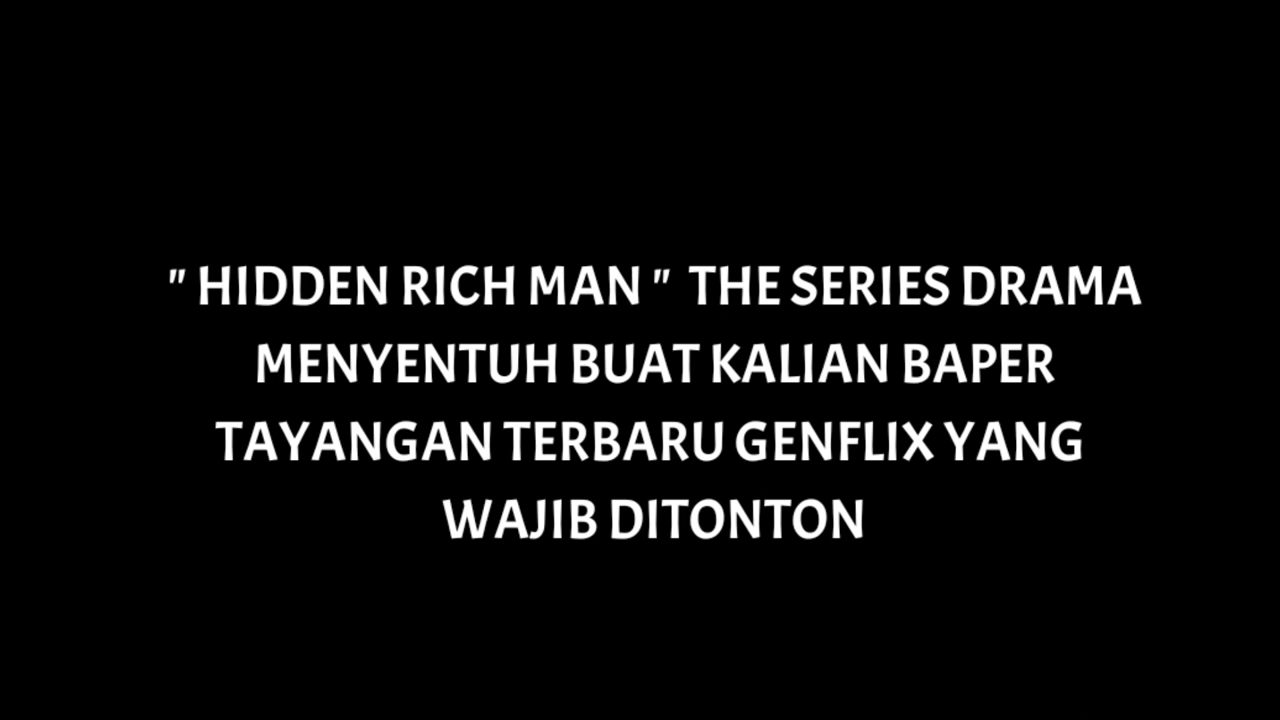 " HIDDEN RICH MAN " THE SERIES DRAMA
MENYENTUH BUAT KALIAN BAPER
TAYANGAN TERBARU GENFLIX YANG
WAJIB DITONTON